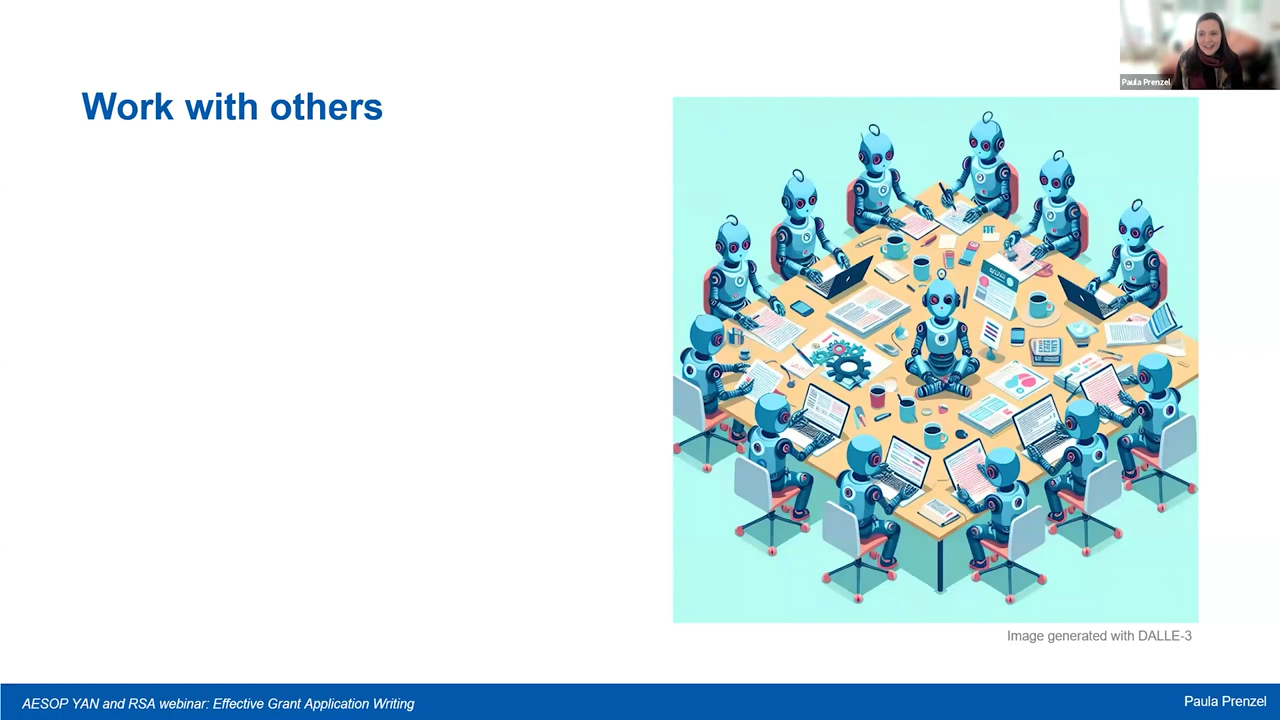 Paula Prenzel
Work with others
Image generated with DALLE-3
AESOP YAN and RSA webinar: Effective Grant Application Writing
Paula Prenzel